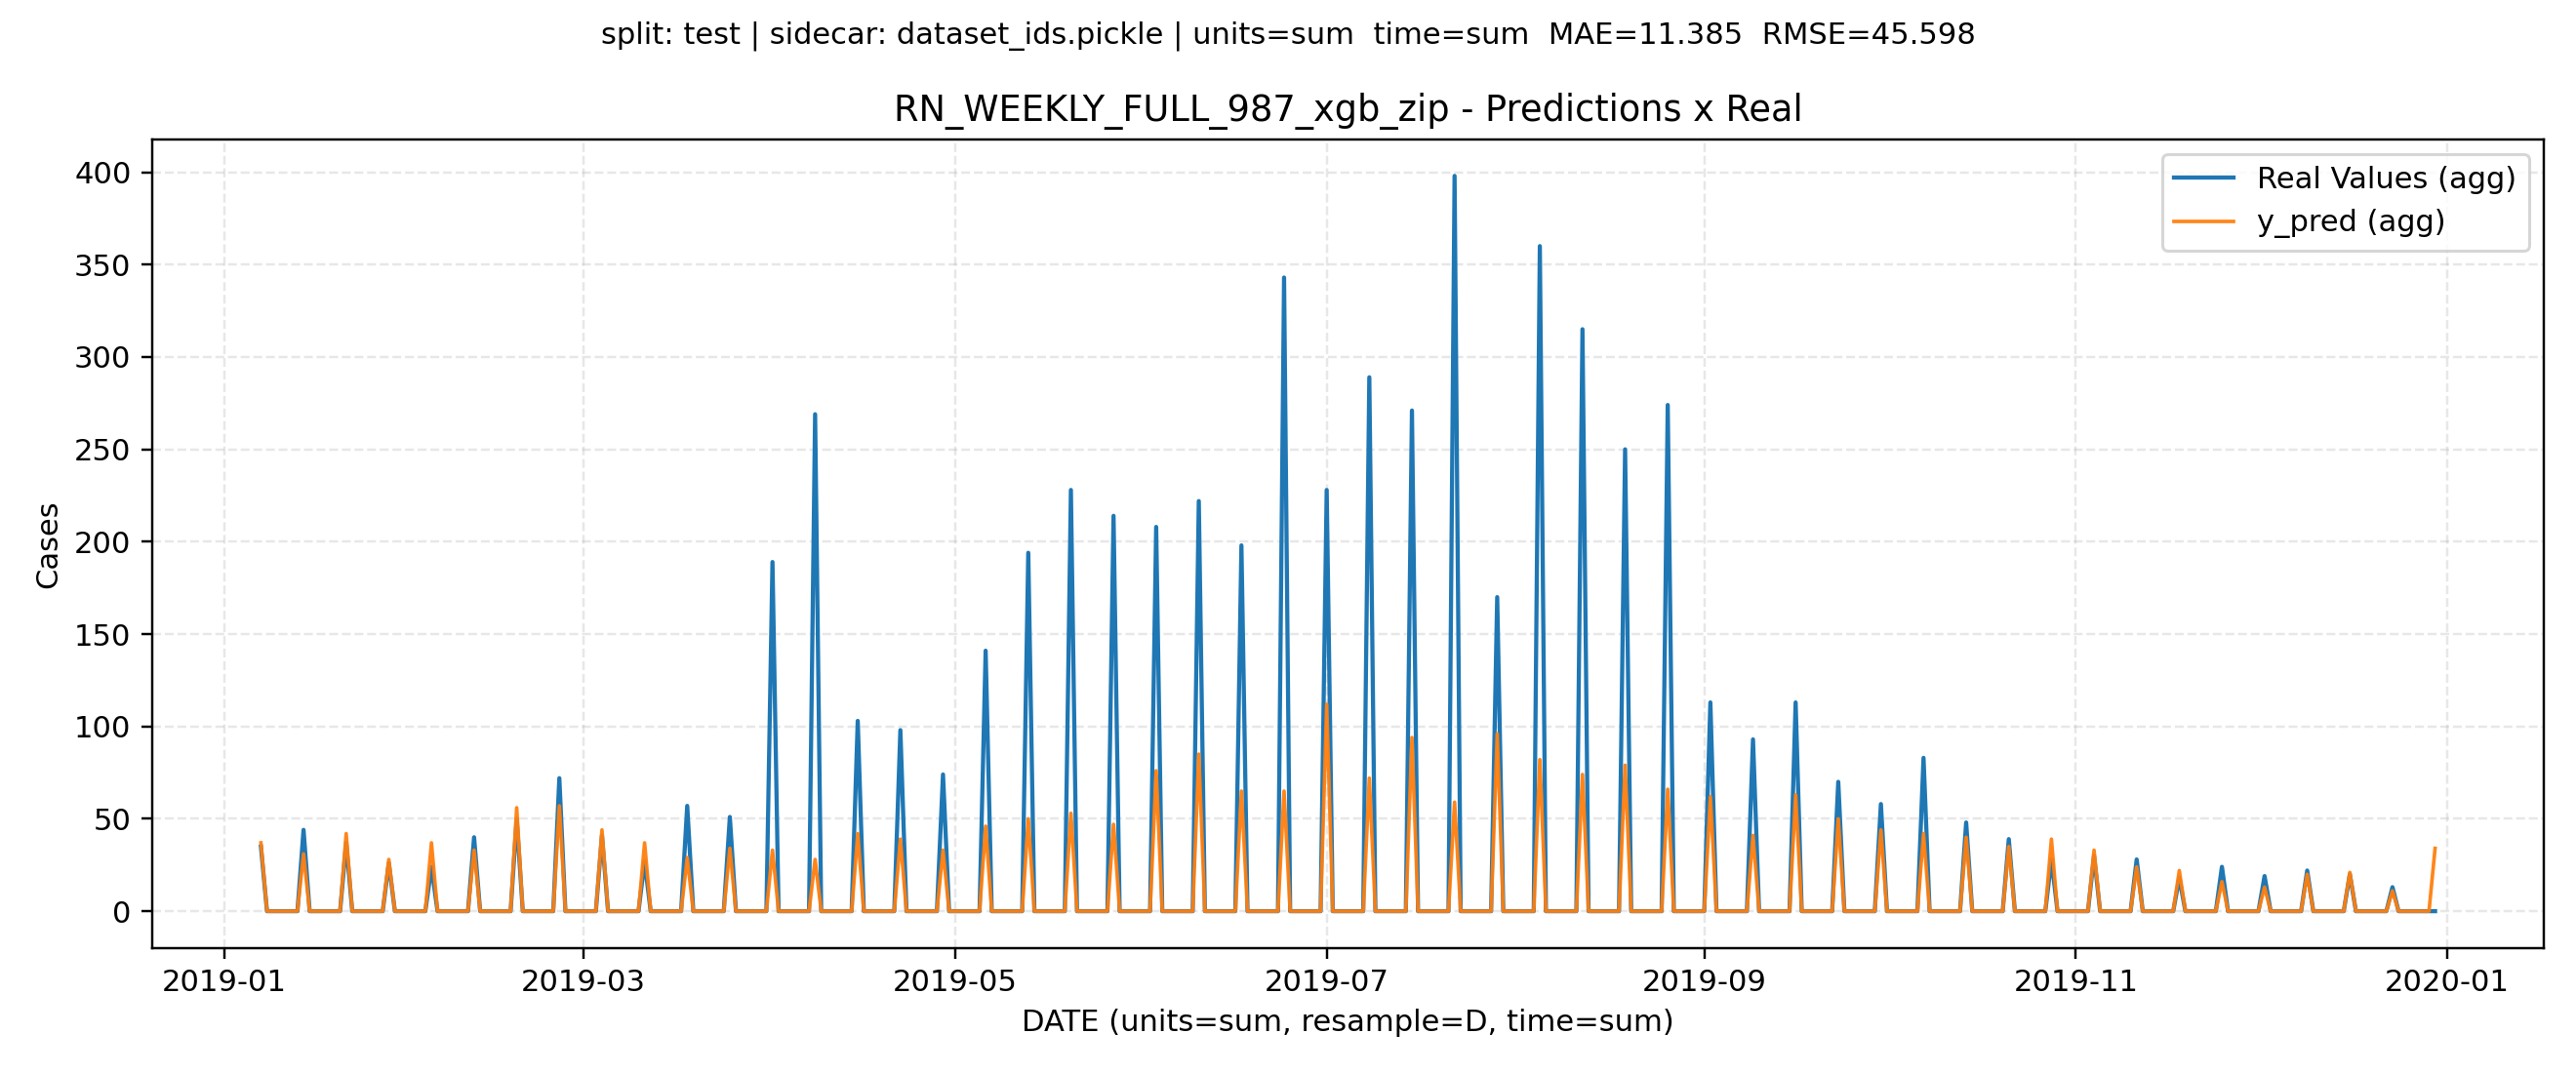 split: test | sidecar: dataset_ids.pickle | units=sum  time=sum  MAE=11.385  RMSE=45.598
RN_WEEKLY_FULL_987_xgb_zip - Predictions x Real
Real Values (agg)
y_pred (agg)
400
350
300
250
200
150
100
50
0
Cases
2019-01
2019-03
2019-05
2019-07
2019-09
2019-11
2020-01
DATE (units=sum, resample=D, time=sum)